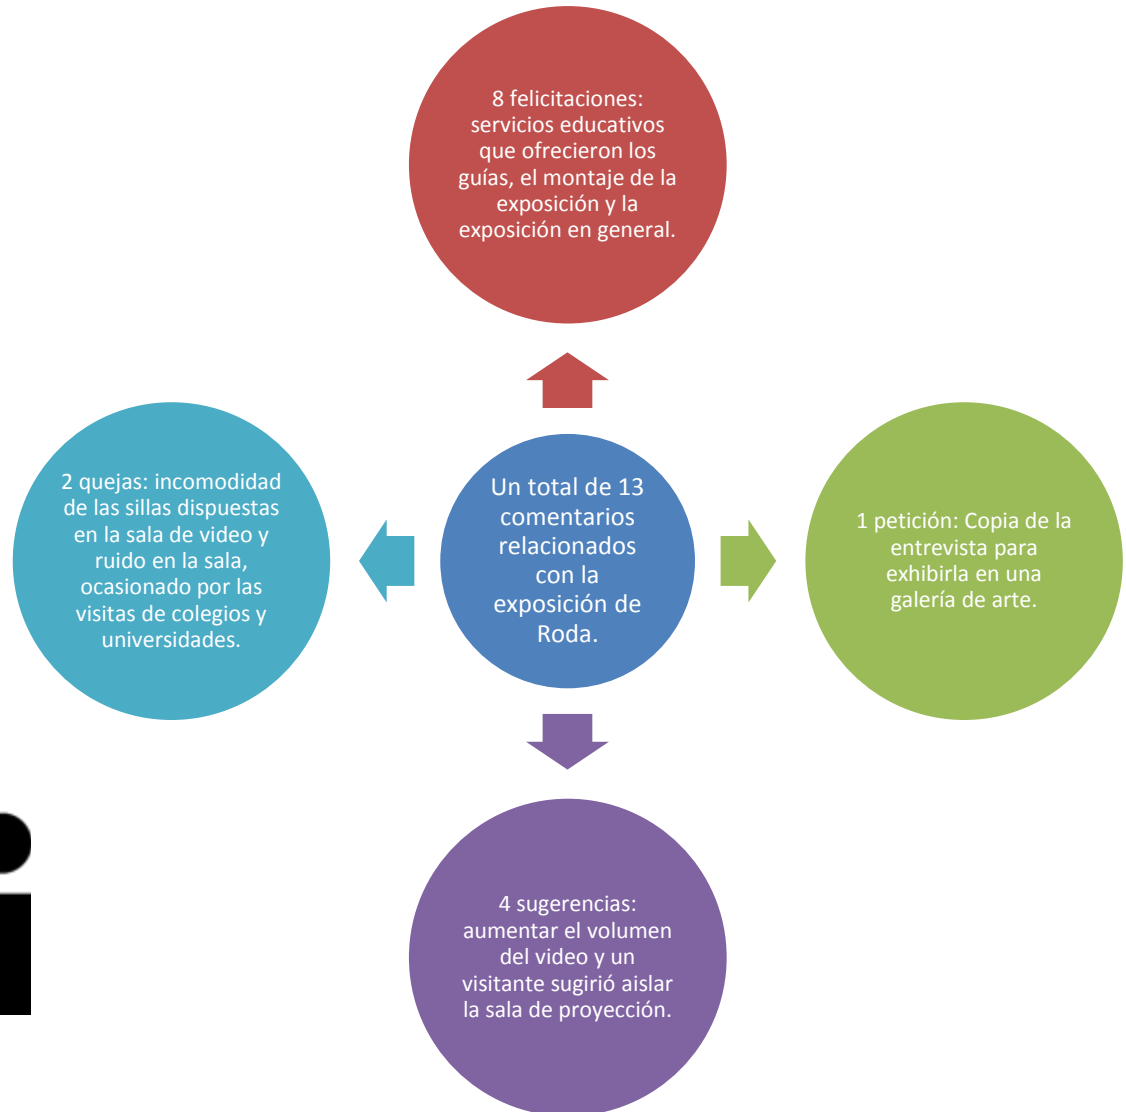 8 felicitaciones:
servicios educativos
que ofrecieron los
guías, el montaje de la
exposición y la
exposición en general.
2 quejas: incomodidad
de las sillas dispuestas
en la sala de video y
ruido en la sala,
ocasionado por las
visitas de colegios y
universidades.
Un total de 13
comentarios
relacionados
con la
exposición de
Roda.
1 petición: Copia de la
entrevista para
exhibirla en una
galería de arte.
4 sugerencias:
aumentar el volumen
del video y un
visitante sugirió aislar
la sala de proyección.